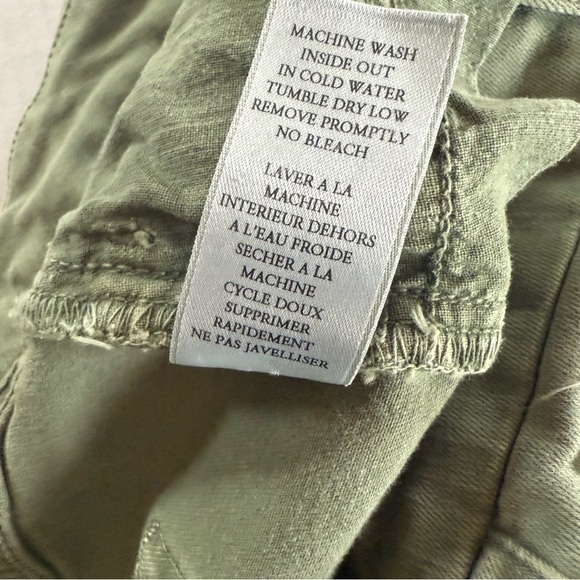 MACHINE WASH
INSIDE OUT
IN COLD WATER
TUMBLE DRY LOW
REMOVE PROMPTLY
NO BLEACH
LAVER A LA
MACHINE
INTERIEUR DEHORS
A L'EAU FROIDE
SECHER A LA
MACHINE
CYCLE DOUX
SUPPRIMER
RAPIDEMENT
NE PAS JAVELLISER